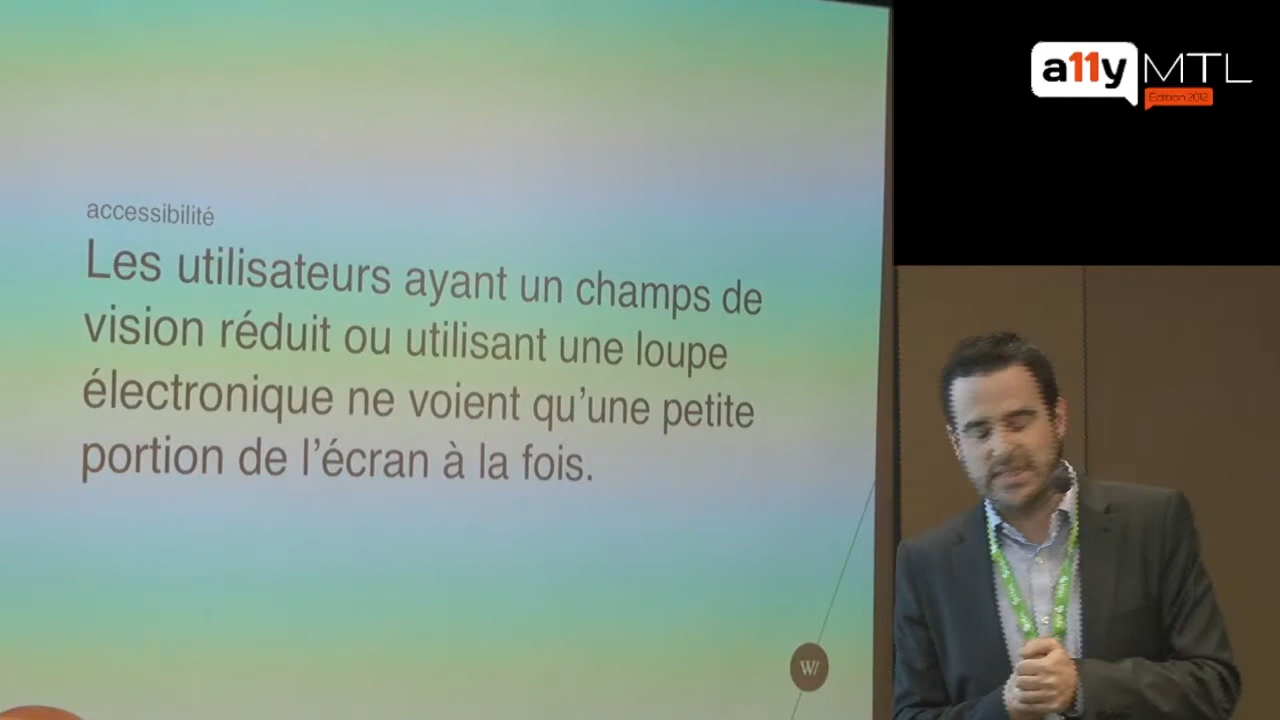 a11y MTL
Édition 2012
accessibilité
Les utilisateurs ayant un champs de
vision réduit ou utilisant une loupe
électronique ne voient qu'une petite
portion de l'écran à la fois.
W/